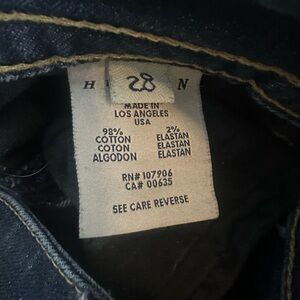 H 28 N
MADE IN
LOS ANGELES
USA
98% 2%
COTTON ELASTAN
COTON ELASTAN
ALGODON ELASTAN
RN# 107906
CA# 00635
SEE CARE REVERSE